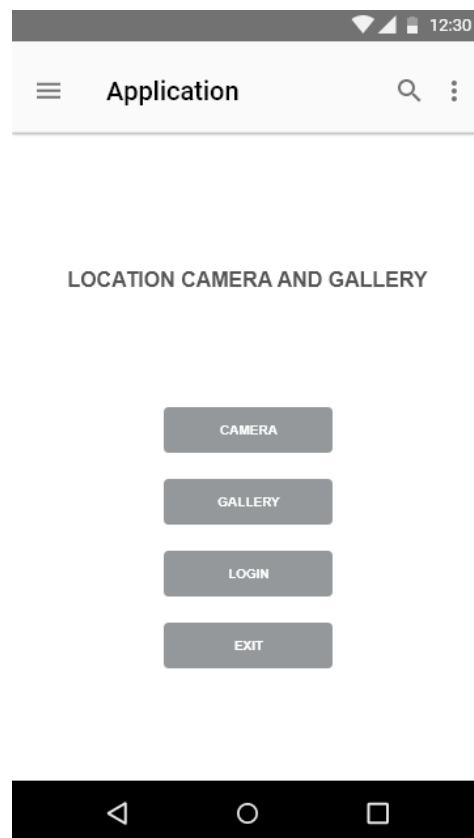 12:30
Application
LOCATION CAMERA AND GALLERY
CAMERA
GALLERY
LOGIN
EXIT